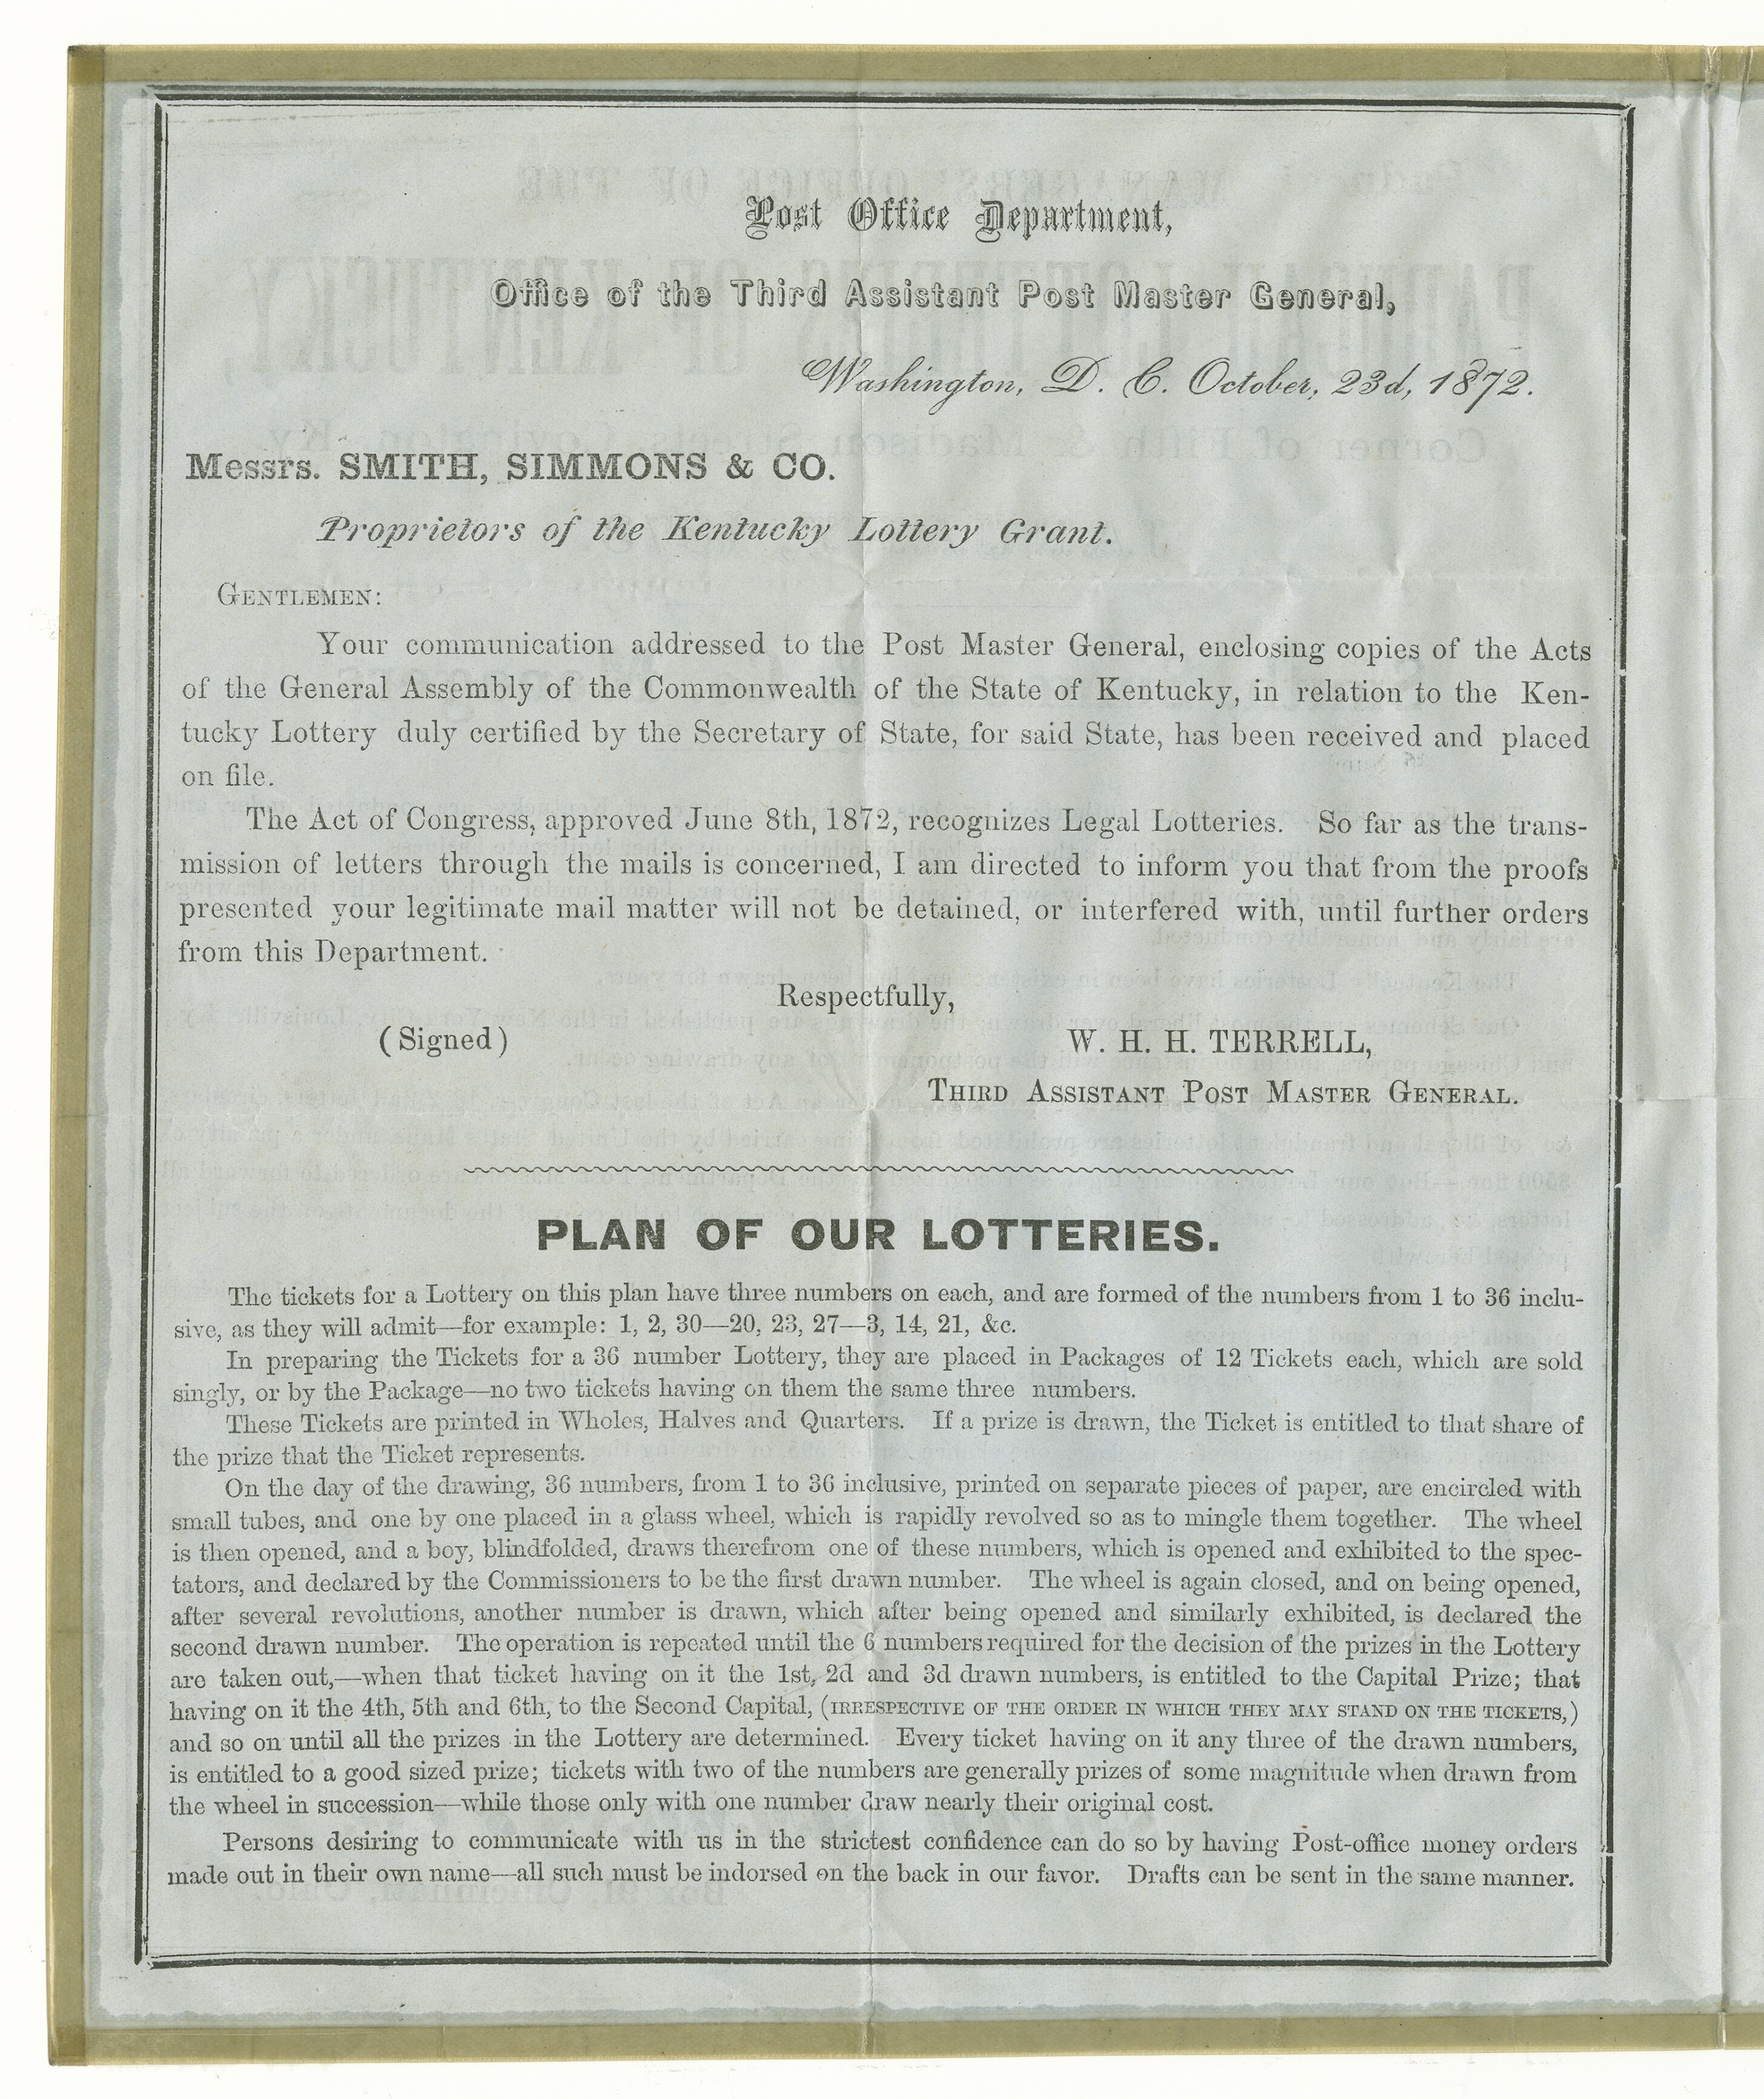 Post Office Department,
Office of the Third Assistant Post Master General,
Washington, D. C. October, 23d, 1872.
Messrs. SMITH, SIMMONS & CO.
Proprietors of the Kentucky Lottery Grant.
GENTLEMEN:
Your communication addressed to the Post Master General, enclosing copies of the Acts
of the General Assembly of the Commonwealth of the State of Kentucky, in relation to the Ken-
tucky Lottery duly certified by the Secretary of State, for said State, has been received and placed
on file.
The Act of Congress, approved June 8th, 1872, recognizes Legal Lotteries. So far as the trans-
mission of letters through the mails is concerned, I am directed to inform you that from the proofs
presented your legitimate mail matter will not be detained, or interfered with, until further orders
from this Department.
Respectfully,
(Signed) W. H. H. TERRELL,
THIRD ASSISTANT POST MASTER GENERAL.
PLAN OF OUR LOTTERIES.
The tickets for a Lottery on this plan have three numbers on each, and are formed of the numbers from 1 to 36 inclu-
sive, as they will admit—for example: 1, 2, 30—20, 23, 27—3, 14, 21, &c.
In preparing the Tickets for a 36 number Lottery, they are placed in Packages of 12 Tickets each, which are sold
singly, or by the Package—no two tickets having on them the same three numbers.
These Tickets are printed in Wholes, Halves and Quarters. If a prize is drawn, the Ticket is entitled to that share of
the prize that the Ticket represents.
On the day of the drawing, 36 numbers, from 1 to 36 inclusive, printed on separate pieces of paper, are encircled with
small tubes, and one by one placed in a glass wheel, which is rapidly revolved so as to mingle them together. The wheel
is then opened, and a boy, blindfolded, draws therefrom one of these numbers, which is opened and exhibited to the spec-
tators, and declared by the Commissioners to be the first drawn number. The wheel is again closed, and on being opened,
after several revolutions, another number is drawn, which after being opened and similarly exhibited, is declared the
second drawn number. The operation is repeated until the 6 numbers required for the decision of the prizes in the Lottery
are taken out,—when that ticket having on it the 1st, 2d and 3d drawn numbers, is entitled to the Capital Prize; that
having on it the 4th, 5th and 6th, to the Second Capital, (IRRESPECTIVE OF THE ORDER IN WHICH THEY MAY STAND ON THE TICKETS,)
and so on until all the prizes in the Lottery are determined. Every ticket having on it any three of the drawn numbers,
is entitled to a good sized prize; tickets with two of the numbers are generally prizes of some magnitude when drawn from
the wheel in succession—while those only with one number draw nearly their original cost.
Persons desiring to communicate with us in the strictest confidence can do so by having Post-office money orders
made out in their own name—all such must be indorsed on the back in our favor. Drafts can be sent in the same manner.